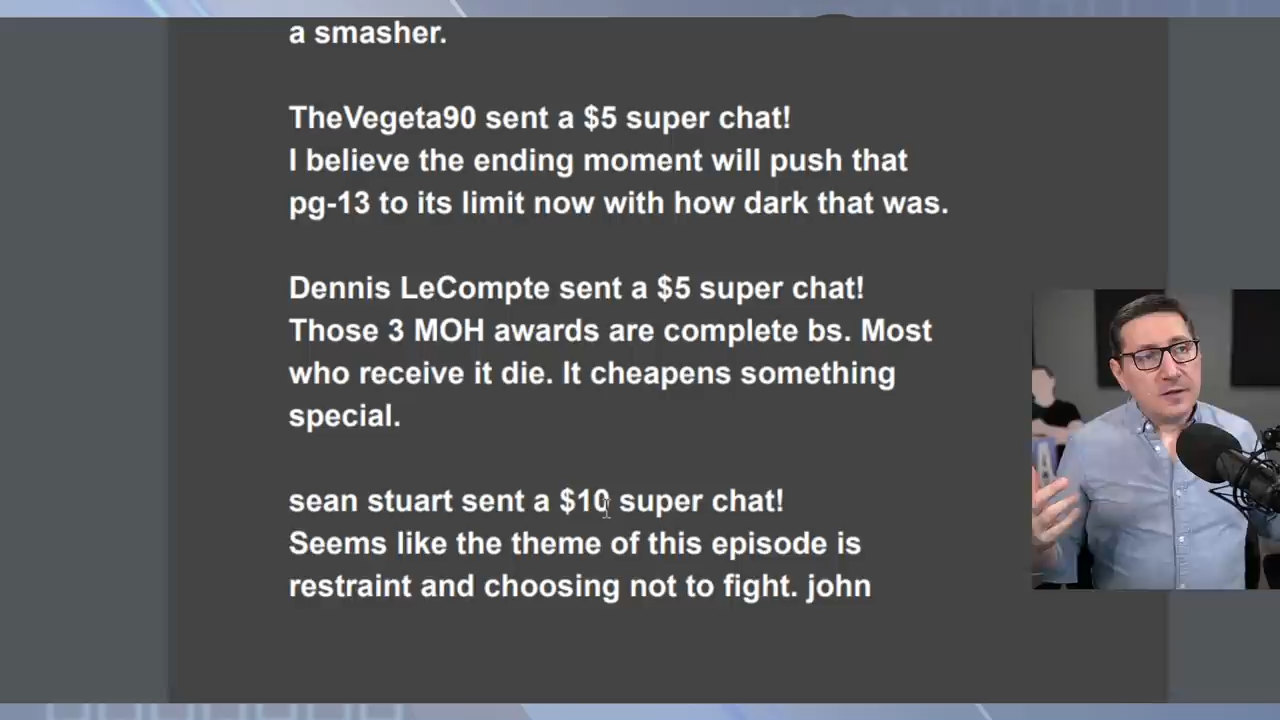 a smasher.
TheVegeta90 sent a $5 super chat!
I believe the ending moment will push that
pg-13 to its limit now with how dark that was.
Dennis LeCompte sent a $5 super chat!
Those 3 MOH awards are complete bs. Most
who receive it die. It cheapens something
special.
sean stuart sent a $10 super chat!
Seems like the theme of this episode is
restraint and choosing not to fight. john